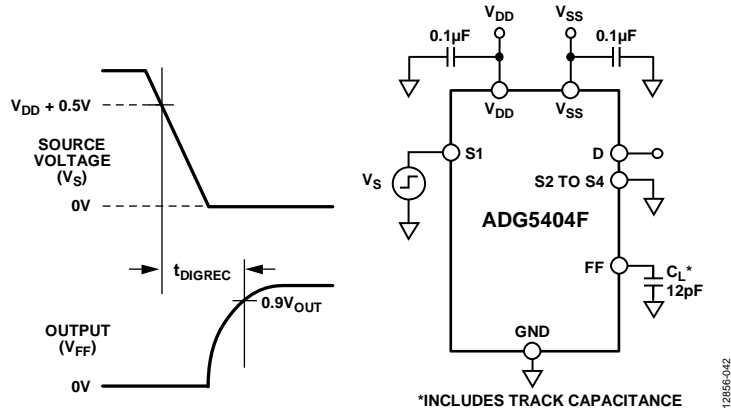 V_DD + 0.5V
SOURCE
VOLTAGE
(V_S)
0V
t_DIGREC
0.9V_OUT
OUTPUT
(V_FF)
0V
V_DD
V_SS
0.1µF
0.1µF
V_DD
V_SS
S1
D
V_S
S2 TO S4
ADG5404F
FF
C_L*
12pF
GND
*INCLUDES TRACK CAPACITANCE
12856-042